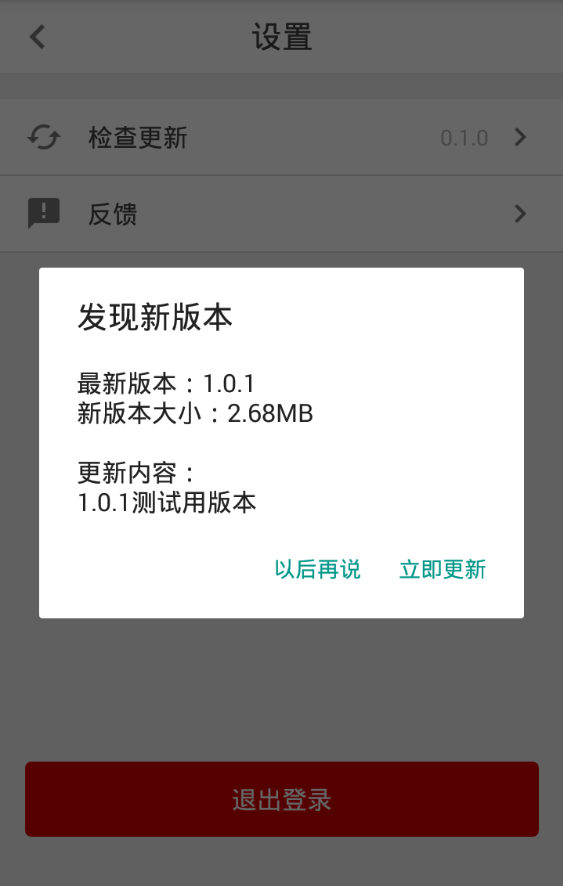 设置
检查更新 0.1.0
反馈
发现新版本
最新版本：1.0.1
新版本大小：2.68MB
更新内容：
1.0.1测试用版本
以后再说 立即更新
退出登录